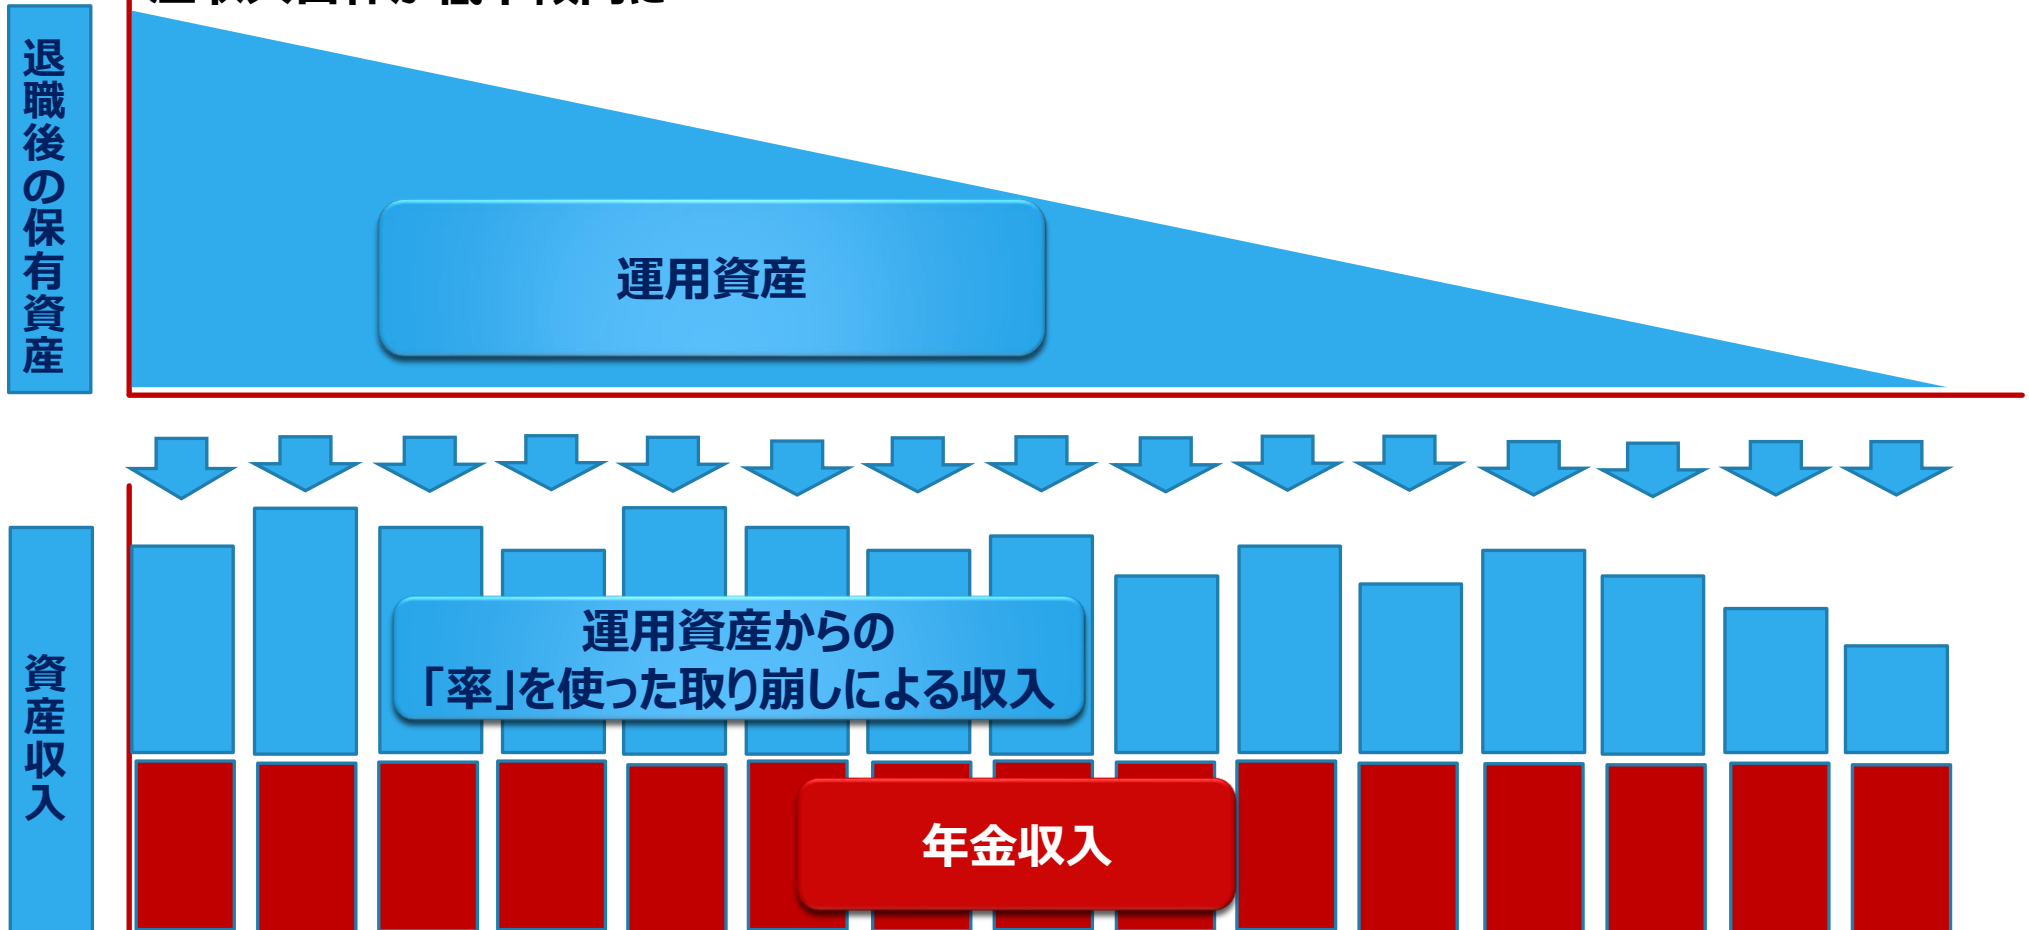 退職後の保有資産
運用資産
運用資産からの
「率」を使った取り崩しによる収入
資産収入
年金収入